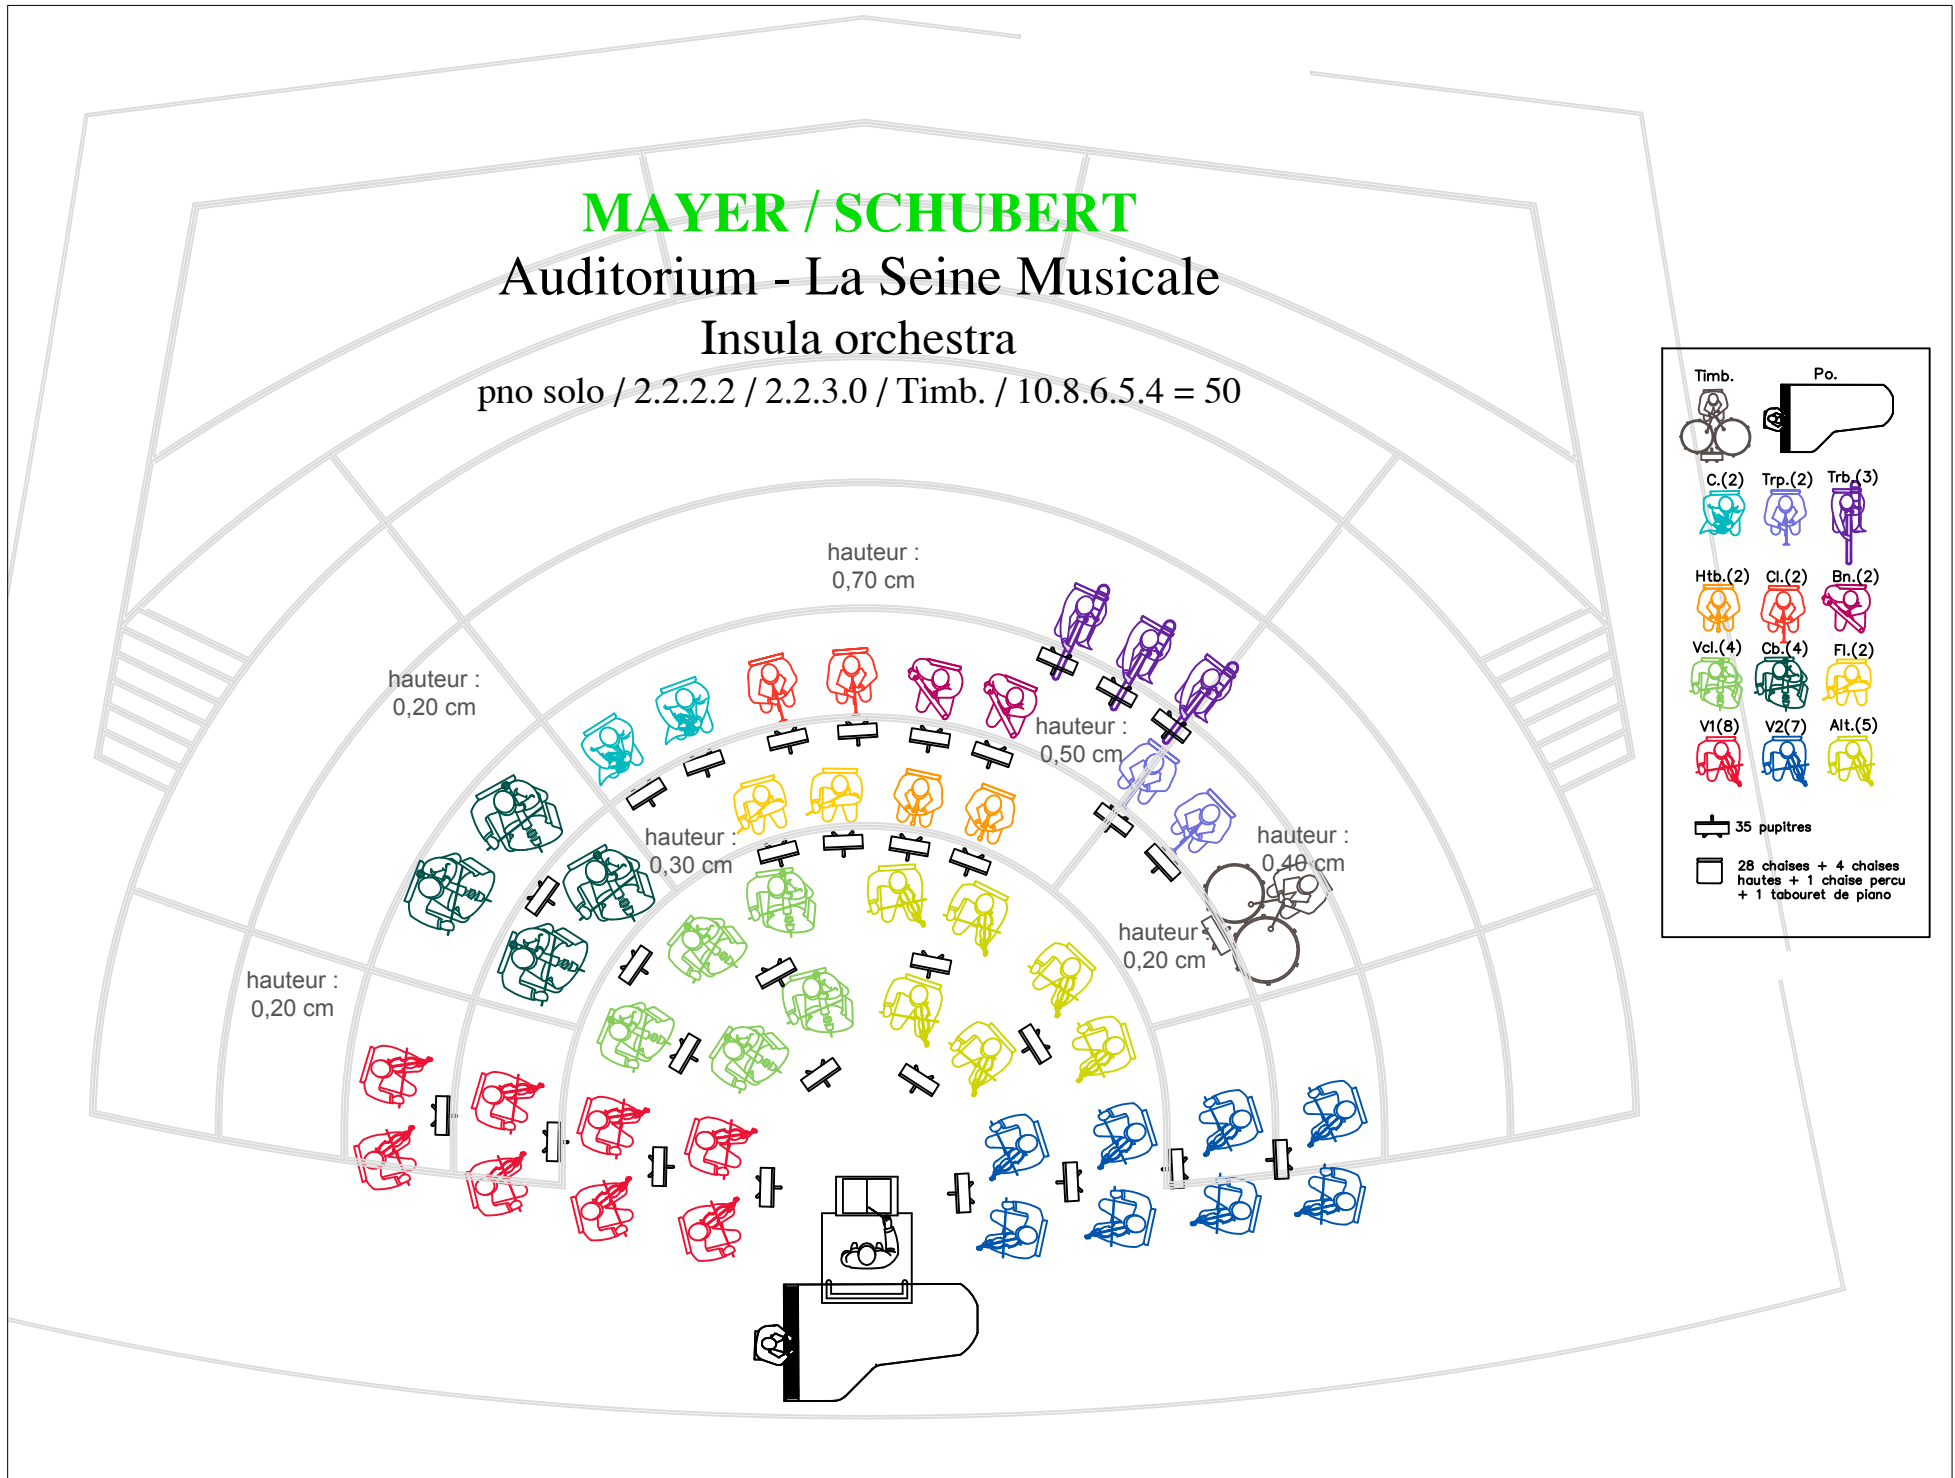 MAYER / SCHUBERT
Auditorium - La Seine Musicale
Insula orchestra
pno solo / 2.2.2.2 / 2.2.3.0 / Timb. / 10.8.6.5.4 = 50
hauteur :
0,70 cm
hauteur :
0,20 cm
hauteur :
0,50 cm
hauteur :
0,30 cm
hauteur :
0,40 cm
hauteur :
0,20 cm
hauteur :
0,20 cm
Timb. Po.
C.(2) Trp.(2) Trb.(3)
Htb.(2) Cl.(2) Bn.(2)
Vcl.(4) Cb.(4) Fl.(2)
V1(8) V2(7) Alt.(5)
35 pupitres
28 chaises + 4 chaises
hautes + 1 chaise percu
+ 1 tabouret de piano